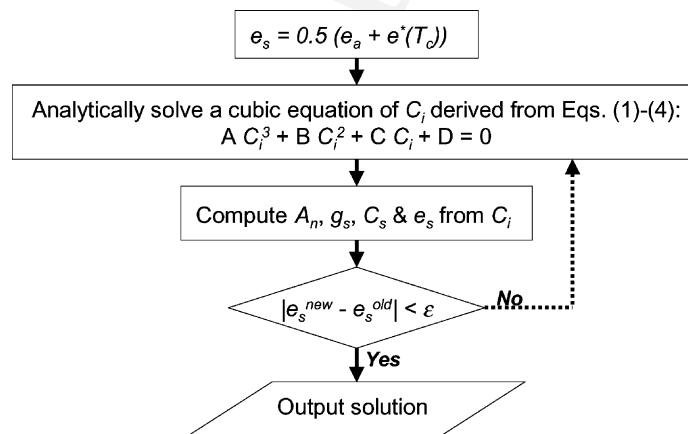 e_s = 0.5 (e_a + e*(T_c))
Analytically solve a cubic equation of C_i derived from Eqs. (1)-(4):
A C_i^3 + B C_i^2 + C C_i + D = 0
Compute A_n, g_s, C_s & e_s from C_i
|e_s^new - e_s^old| < ε
No
Yes
Output solution